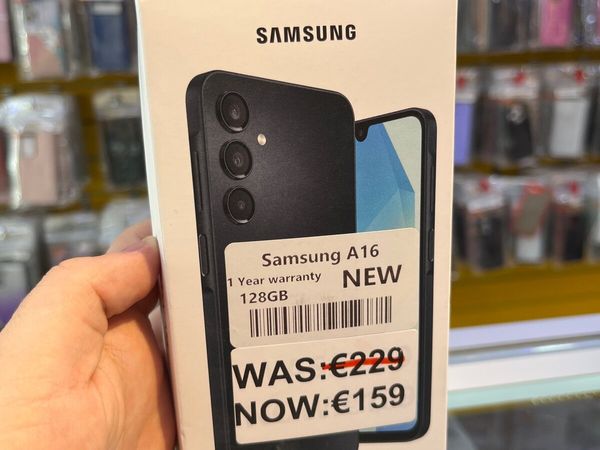 SAMSUNG
Samsung A16
1 Year warranty NEW
128GB
WAS:€229
NOW:€159